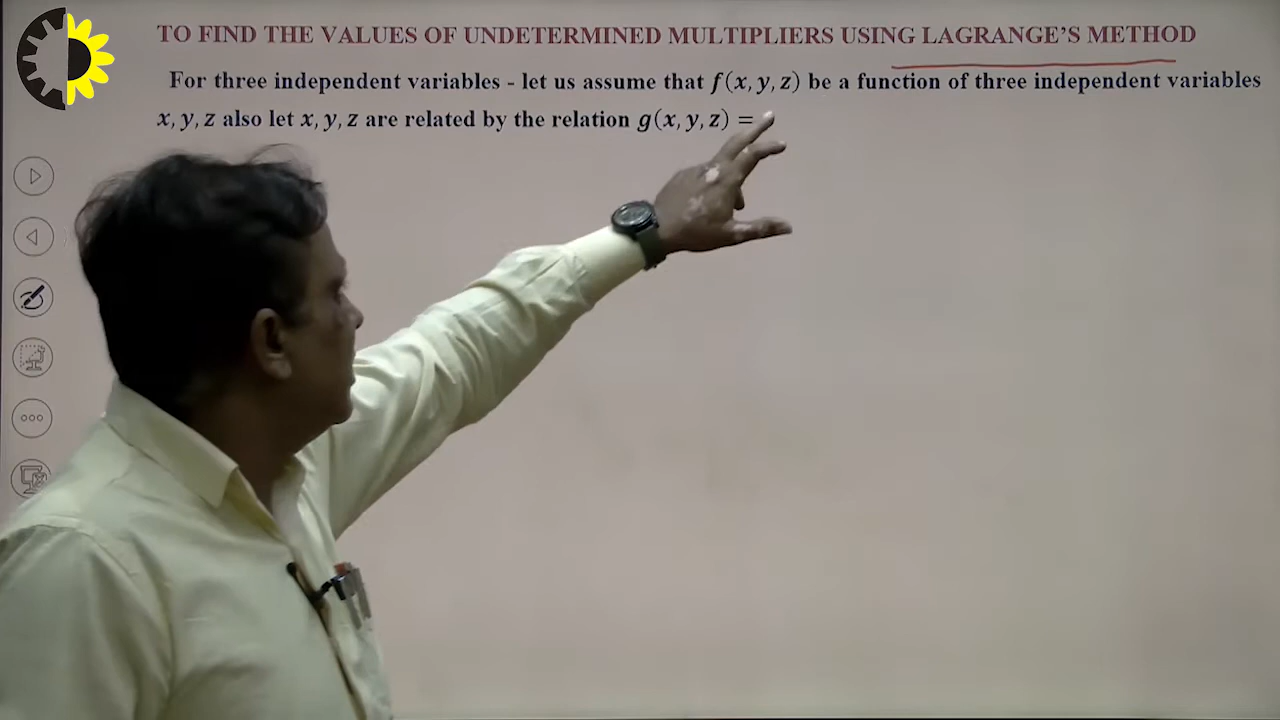 TO FIND THE VALUES OF UNDETERMINED MULTIPLIERS USING LAGRANGE'S METHOD
For three independent variables - let us assume that f(x, y, z) be a function of three independent variables
x, y, z also let x, y, z are related by the relation g(x, y, z) =